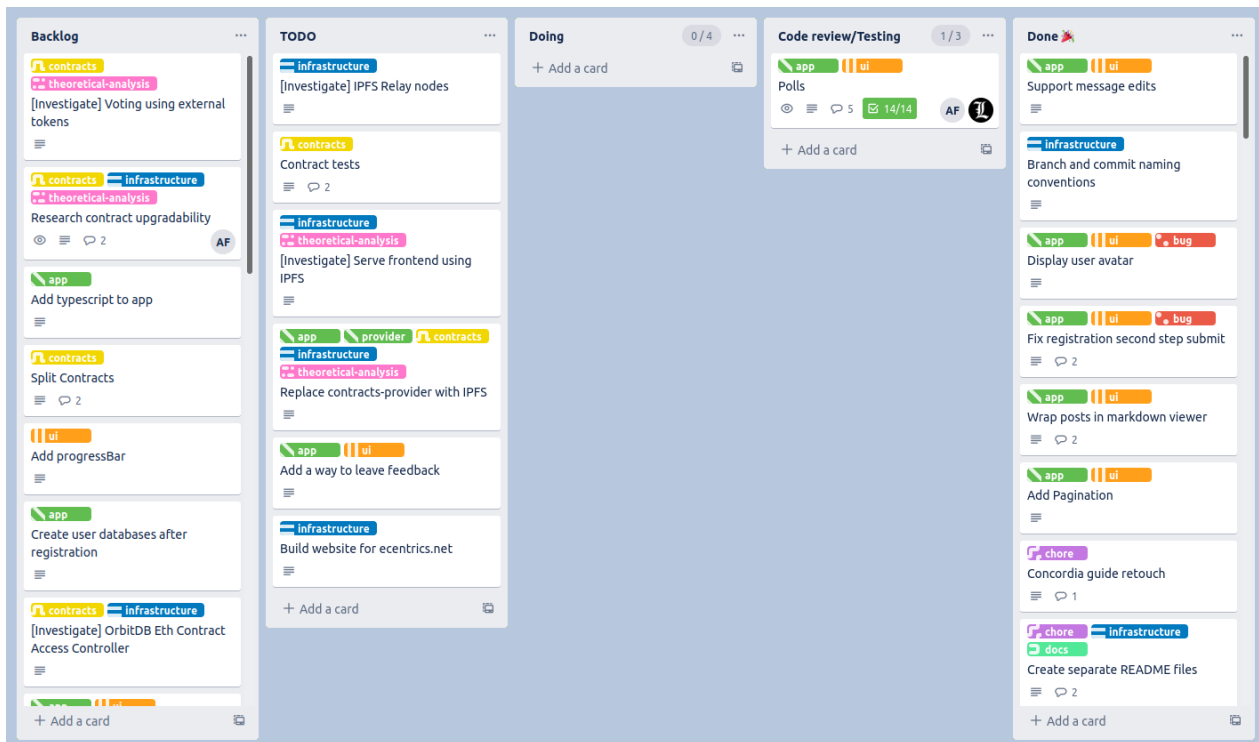 Backlog
contracts
theoretical-analysis
[Investigate] Voting using external
tokens
contracts infrastructure
theoretical-analysis
Research contract upgradability
2 AF
app
Add typescript to app
contracts
Split Contracts
2
ui
Add progressBar
app
Create user databases after
registration
contracts infrastructure
[Investigate] OrbitDB Eth Contract
Access Controller
app ui
+ Add a card
TODO
infrastructure
[Investigate] IPFS Relay nodes
contracts
Contract tests
2
infrastructure
theoretical-analysis
[Investigate] Serve frontend using
IPFS
app provider contracts
infrastructure
theoretical-analysis
Replace contracts-provider with IPFS
app ui
Add a way to leave feedback
infrastructure
Build website for ecentrics.net
+ Add a card
Doing 0/4
+ Add a card
Code review/Testing 1/3
app ui
Polls
5 14/14 AF L
+ Add a card
Done 🎉
app ui
Support message edits
infrastructure
Branch and commit naming
conventions
app ui bug
Display user avatar
app ui bug
Fix registration second step submit
2
app ui
Wrap posts in markdown viewer
2
app ui
Add Pagination
chore
Concordia guide retouch
1
chore infrastructure
docs
Create separate README files
2
+ Add a card